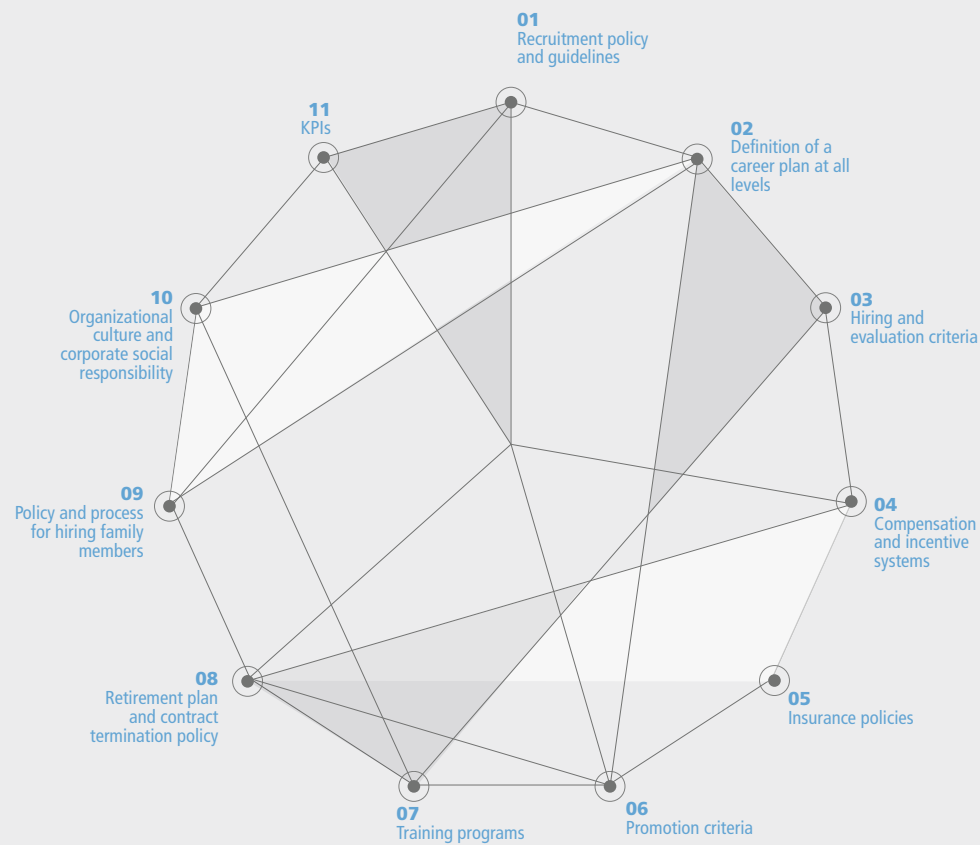 01
Recruitment policy
and guidelines
02
Definition of a
career plan at all
levels
03
Hiring and
evaluation criteria
04
Compensation
and incentive
systems
05
Insurance policies
06
Promotion criteria
07
Training programs
08
Retirement plan
and contract
termination policy
09
Policy and process
for hiring family
members
10
Organizational
culture and
corporate social
responsibility
11
KPIs